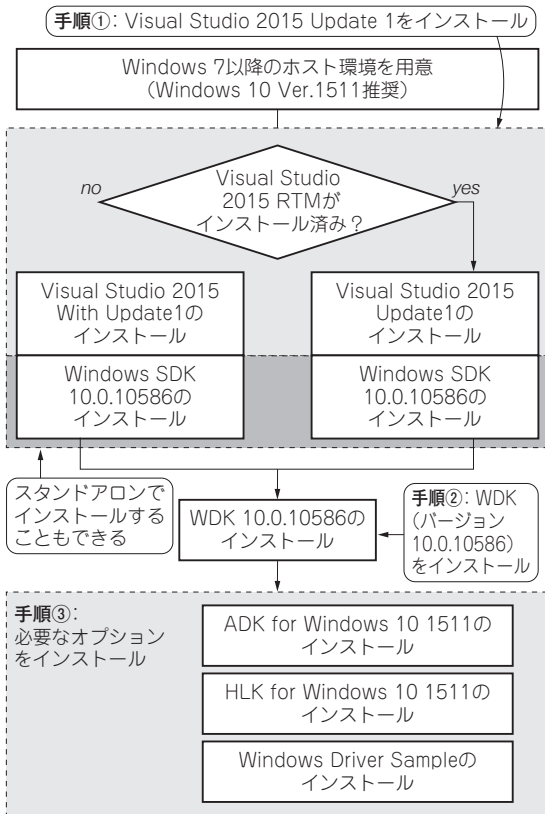 手順①: Visual Studio 2015 Update 1をインストール
Windows 7以降のホスト環境を用意
(Windows 10 Ver.1511推奨)
no
Visual Studio
2015 RTMが
インストール済み?
yes
Visual Studio 2015
With Update1の
インストール
Visual Studio 2015
Update1の
インストール
Windows SDK
10.0.10586の
インストール
Windows SDK
10.0.10586の
インストール
スタンドアロンで
インストールする
こともできる
WDK 10.0.10586の
インストール
手順②: WDK
(バージョン
10.0.10586)
をインストール
手順③:
必要なオプション
をインストール
ADK for Windows 10 1511の
インストール
HLK for Windows 10 1511の
インストール
Windows Driver Sampleの
インストール